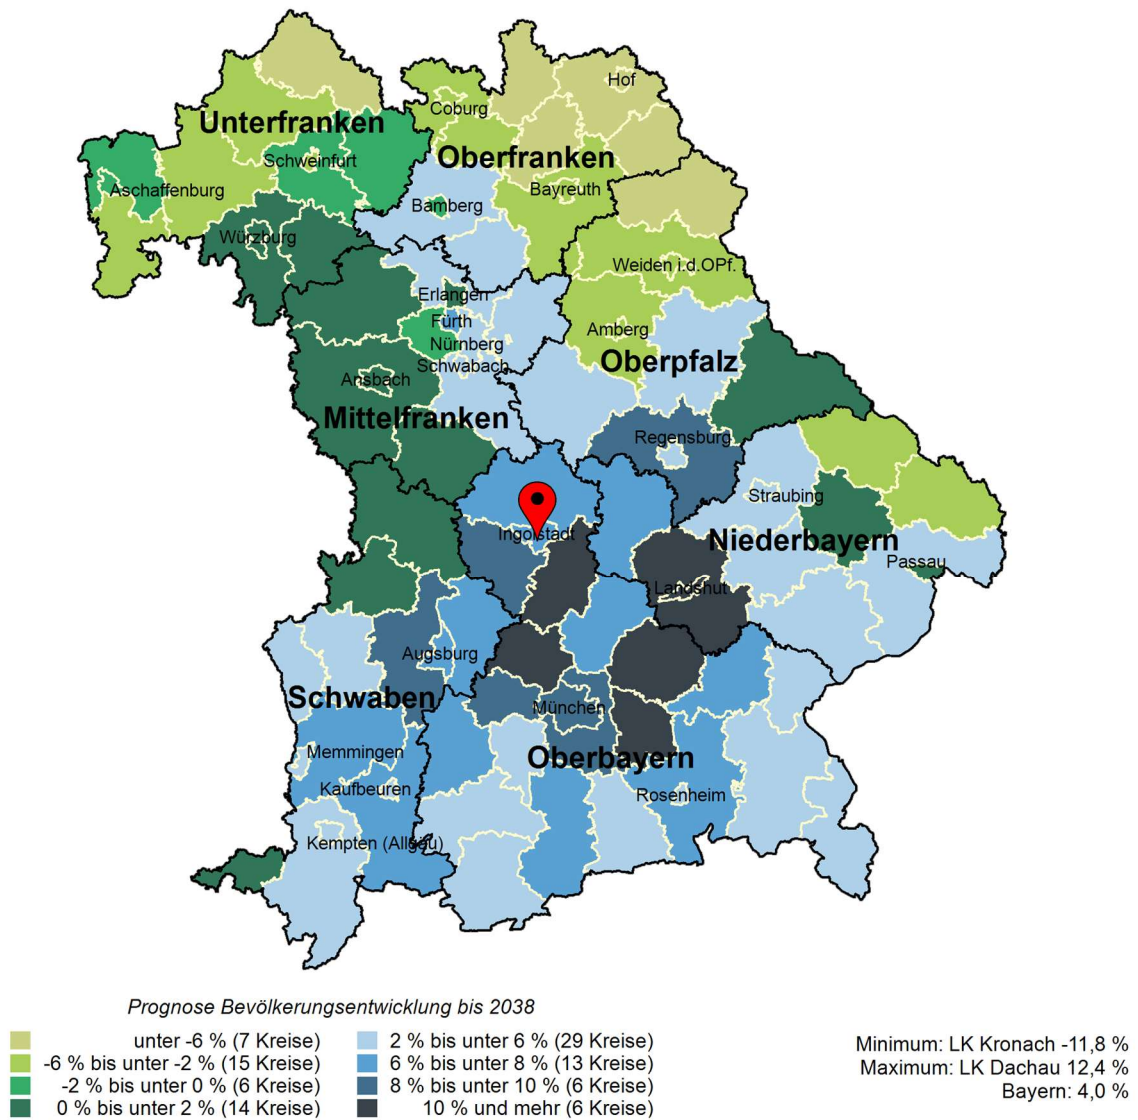 Hof
Coburg
Unterfranken
Schweinfurt
Oberfranken
Aschaffenburg
Bayreuth
Bamberg
Würzburg
Weiden i.d.OPf.
Erlangen
Fürth
Amberg
Nürnberg
Oberpfalz
Schwabach
Ansbach
Mittelfranken
Regensburg
Straubing
Ingolstadt
Niederbayern
Passau
Landshut
Augsburg
Schwaben
München
Memmingen
Oberbayern
Kaufbeuren
Rosenheim
Kempten (Allgäu)
Prognose Bevölkerungsentwicklung bis 2038
unter -6 % (7 Kreise)
-6 % bis unter -2 % (15 Kreise)
-2 % bis unter 0 % (6 Kreise)
0 % bis unter 2 % (14 Kreise)
2 % bis unter 6 % (29 Kreise)
6 % bis unter 8 % (13 Kreise)
8 % bis unter 10 % (6 Kreise)
10 % und mehr (6 Kreise)
Minimum: LK Kronach -11,8 %
Maximum: LK Dachau 12,4 %
Bayern: 4,0 %